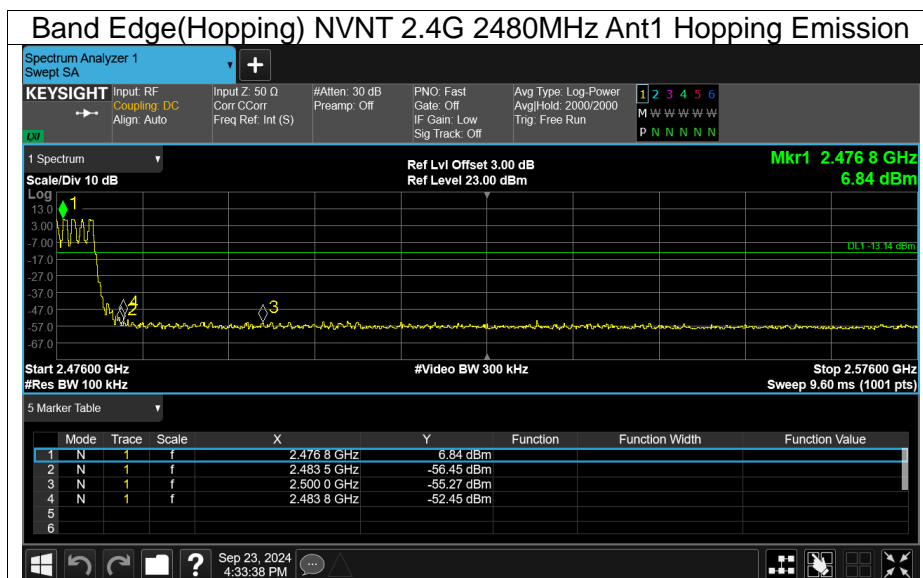 Band Edge(Hopping) NVNT 2.4G 2480MHz Ant1 Hopping Emission
Spectrum Analyzer 1
Swept SA
+
KEYSIGHT Input: RF Input Z: 50 Ω #Atten: 30 dB PNO: Fast Avg Type: Log-Power 1 2 3 4 5 6
Coupling: DC Corr CCorr Preamp: Off Gate: Off Avg|Hold: 2000/2000 M W W W W W
Align: Auto Freq Ref: Int (S) IF Gain: Low Trig: Free Run
LXI Sig Track: Off P N N N N N
1 Spectrum Ref Lvl Offset 3.00 dB Mkr1 2.476 8 GHz
Scale/Div 10 dB Ref Level 23.00 dBm 6.84 dBm
Log
13.0
3.00
-7.00
-17.0
-27.0
-37.0
-47.0
-57.0
-67.0
1
DL1 -13.14 dBm
4
2
3
Start 2.47600 GHz #Video BW 300 kHz Stop 2.57600 GHz
#Res BW 100 kHz Sweep 9.60 ms (1001 pts)
5 Marker Table
Mode Trace Scale X Y Function Function Width Function Value
1 N 1 f 2.476 8 GHz 6.84 dBm
2 N 1 f 2.483 5 GHz -56.45 dBm
3 N 1 f 2.500 0 GHz -55.27 dBm
4 N 1 f 2.483 8 GHz -52.45 dBm
5
6
? Sep 23, 2024
4:33:38 PM